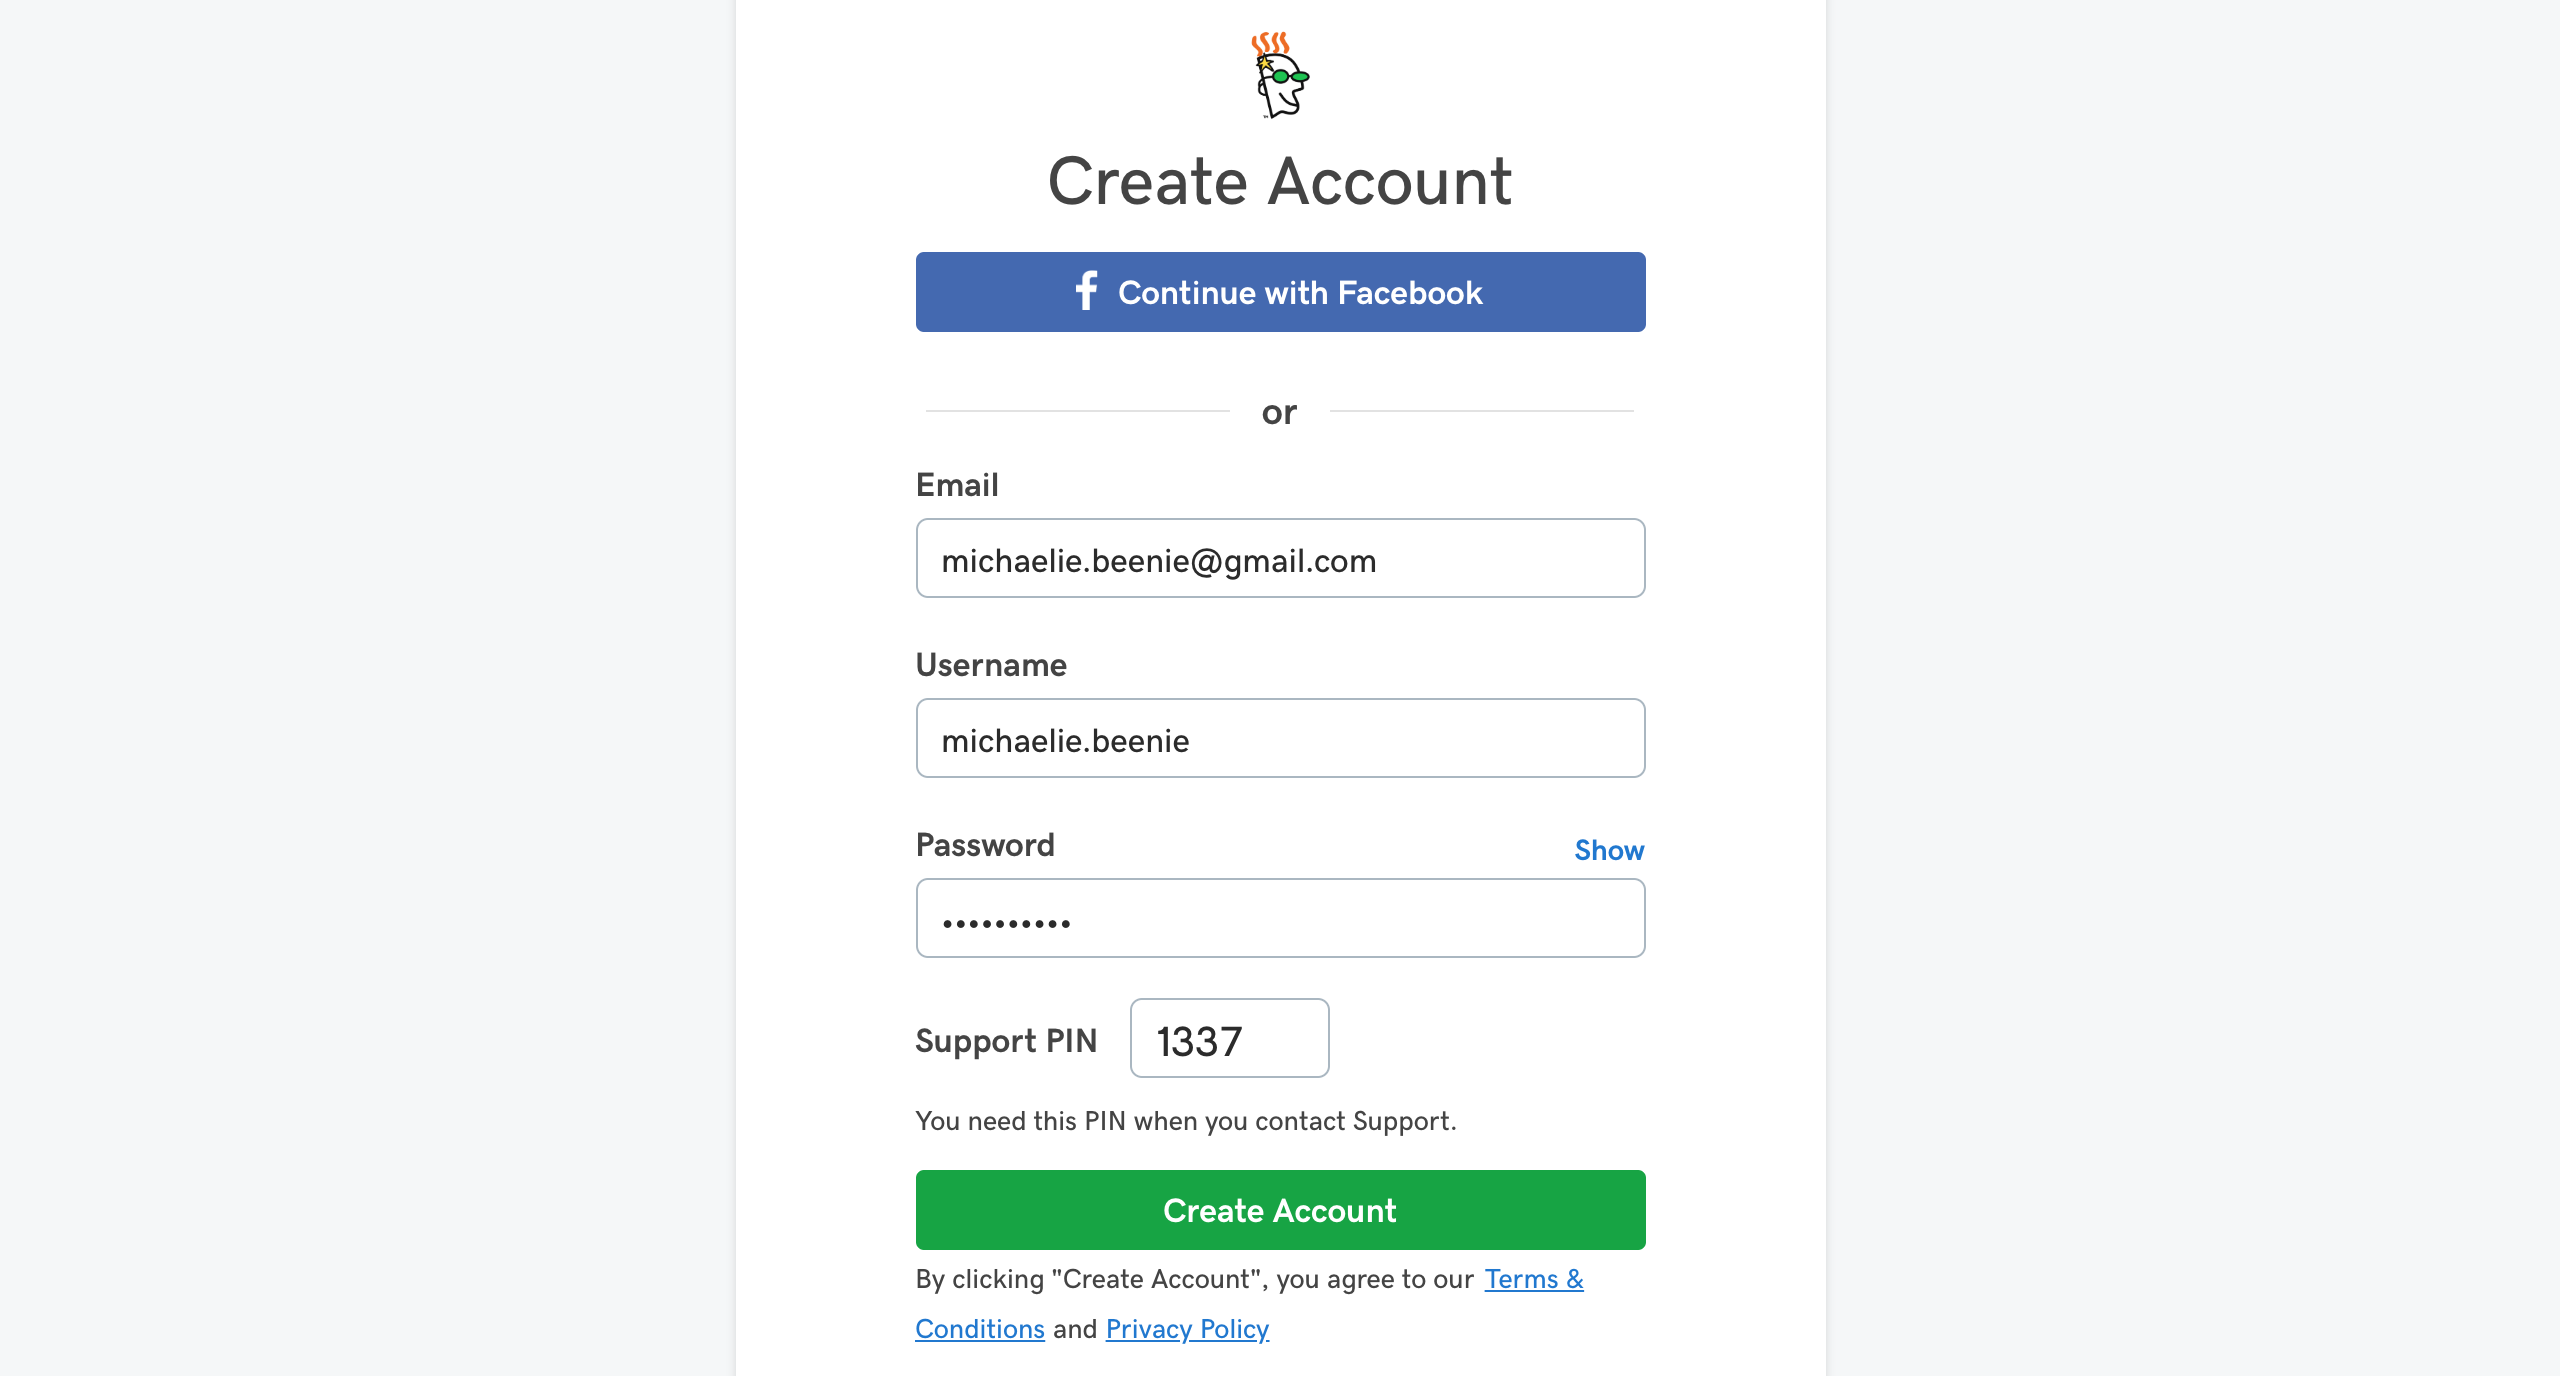 Create Account
Continue with Facebook
or
Email
michaelie.beenie@gmail.com
Username
michaelie.beenie
Password
Show
••••••••••
Support PIN
1337
You need this PIN when you contact Support.
Create Account
By clicking "Create Account", you agree to our Terms &
Conditions and Privacy Policy